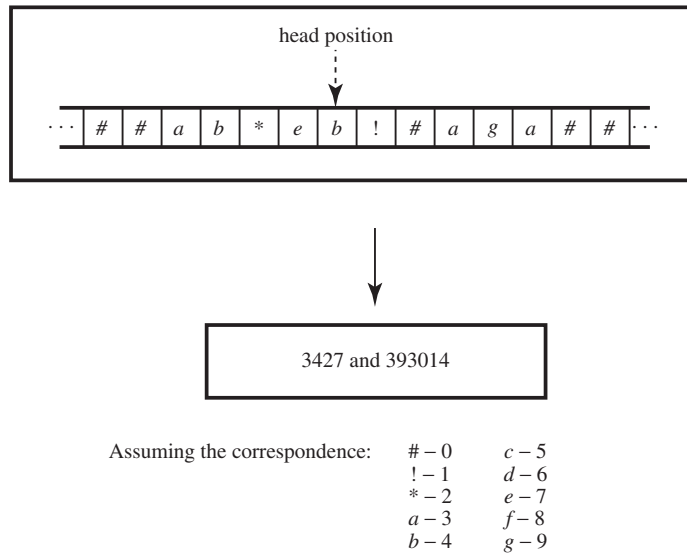 head position
· · · # # a b * e b ! # a g a # # · · ·
3427 and 393014
Assuming the correspondence: # – 0 c – 5
! – 1 d – 6
* – 2 e – 7
a – 3 f – 8
b – 4 g – 9